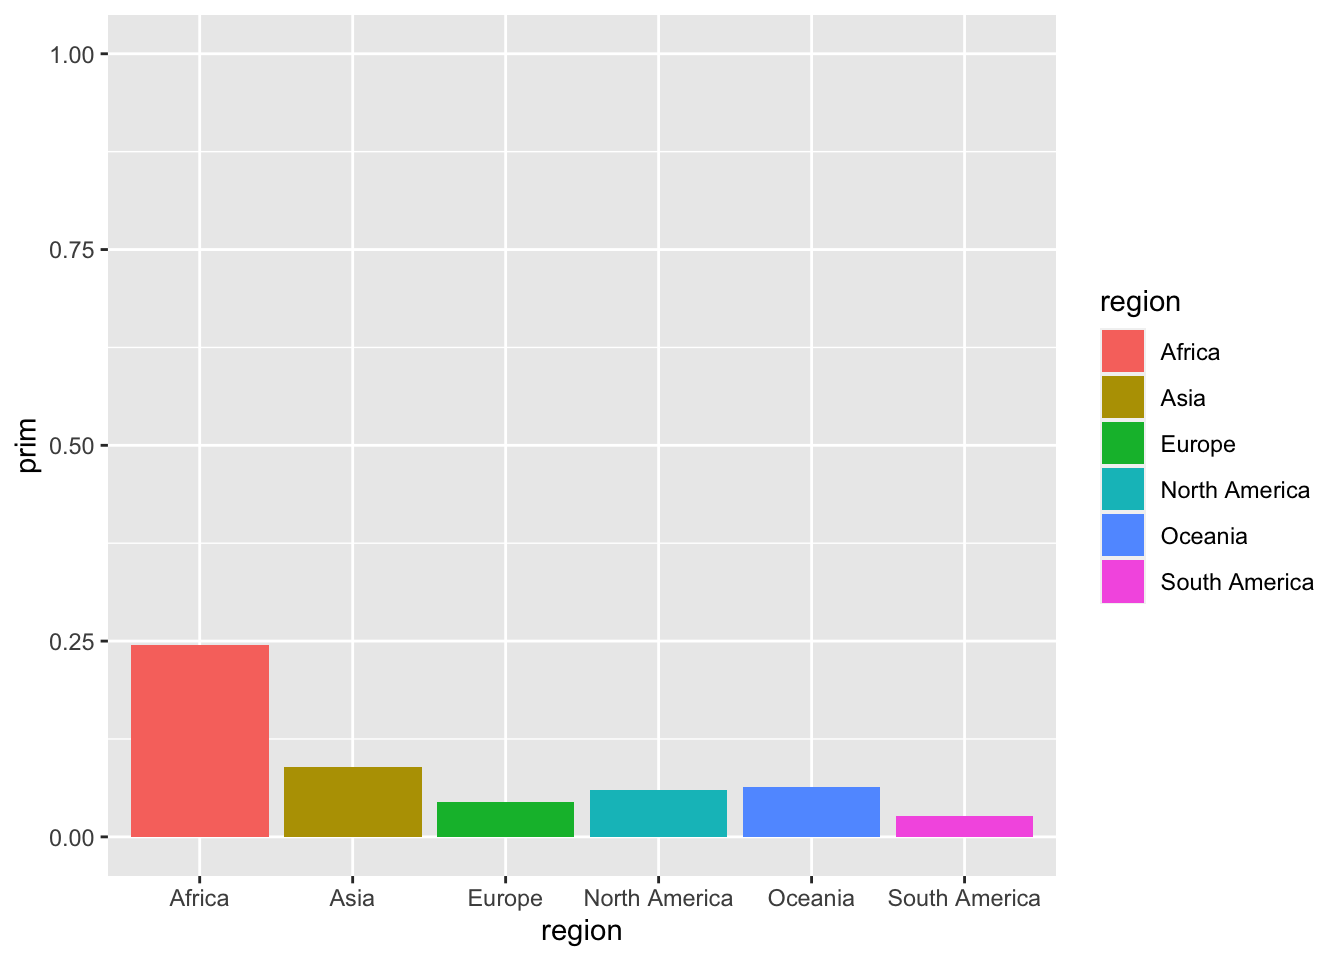 1.00
0.75
0.50
0.25
0.00
prim
Africa
Asia
Europe
North America
Oceania
South America
region
region
Africa
Asia
Europe
North America
Oceania
South America